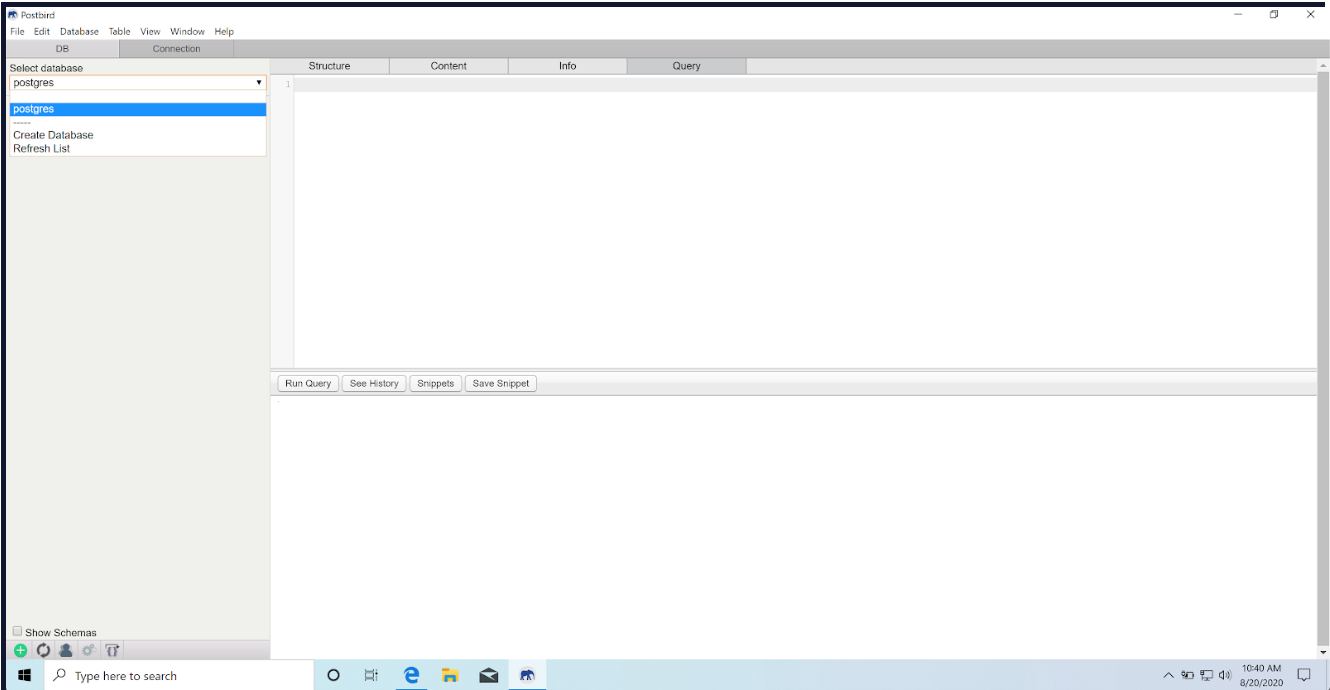 Postbird
File Edit Database Table View Window Help
DB Connection
Select database
postgres
postgres
-----
Create Database
Refresh List
Structure Content Info Query
1
Run Query See History Snippets Save Snippet
Show Schemas
Type here to search
10:40 AM
8/20/2020